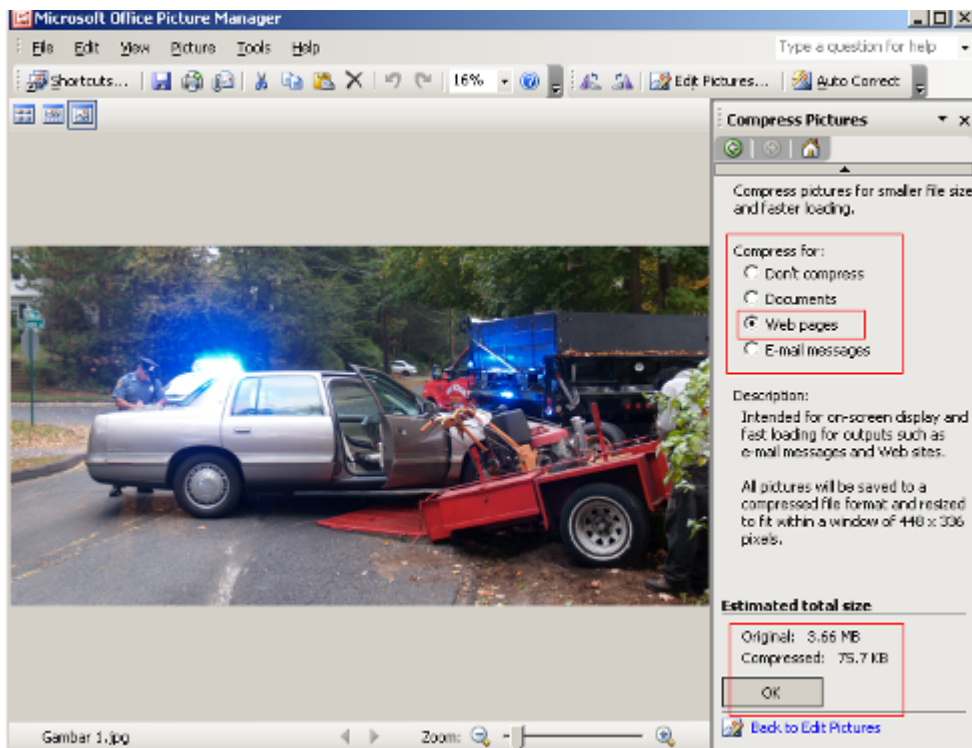 Microsoft Office Picture Manager
File Edit View Picture Tools Help
Type a question for help
Shortcuts... 16% Edit Pictures... Auto Correct
Compress Pictures
Compress pictures for smaller file size
and faster loading.
Compress for:
Don't compress
Documents
Web pages
E-mail messages
Description:
Intended for on-screen display and
fast loading for outputs such as
e-mail messages and Web sites.
All pictures will be saved to a
compressed file format and resized
to fit within a window of 448 x 336
pixels.
Estimated total size
Original: 3.66 MB
Compressed: 75.7 KB
OK
Back to Edit Pictures
Gambar 1.jpg Zoom: